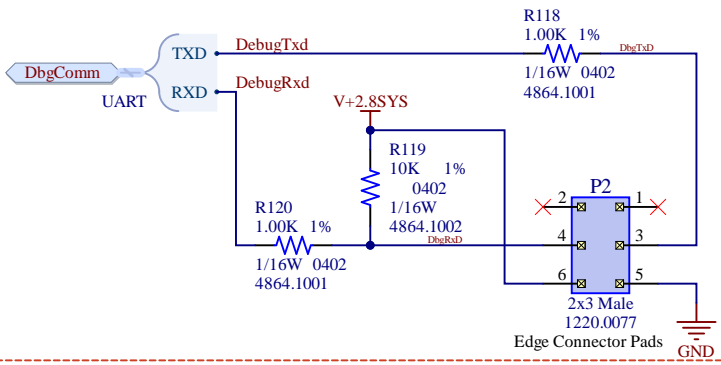 R118
1.00K 1%
TXD
DebugTxd
DbgTxD
DbgComm
1/16W 0402
4864.1001
UART
RXD
DebugRxd
V+2.8SYS
R119
10K 1%
0402
1/16W
4864.1002
R120
1.00K 1%
DbgRxD
1/16W 0402
4864.1001
P2
2 1
4 3
6 5
2x3 Male
1220.0077
Edge Connector Pads
GND